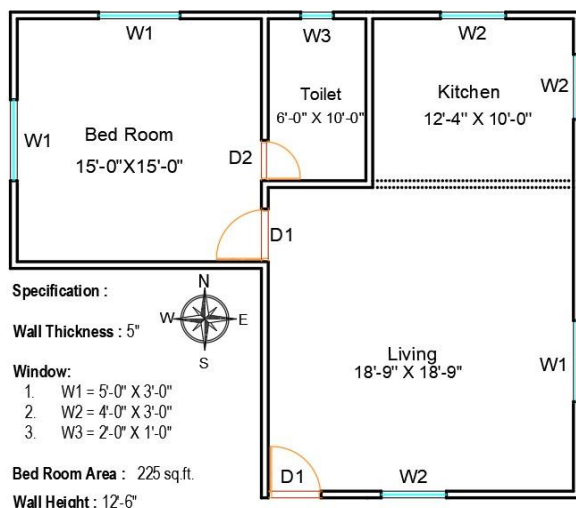 W1
W3
W2
Toilet
6'-0" X 10'-0"
Kitchen
12'-4" X 10'-0"
W2
W1
Bed Room
15'-0"X15'-0"
D2
D1
Specification :
Wall Thickness : 5"
N
W
E
S
Window:
1. W1 = 5'-0" X 3'-0"
2. W2 = 4'-0" X 3'-0"
3. W3 = 2'-0" X 1'-0"
Bed Room Area : 225 sq.ft.
Wall Height : 12'-6"
Living
18'-9" X 18'-9"
W1
D1
W2